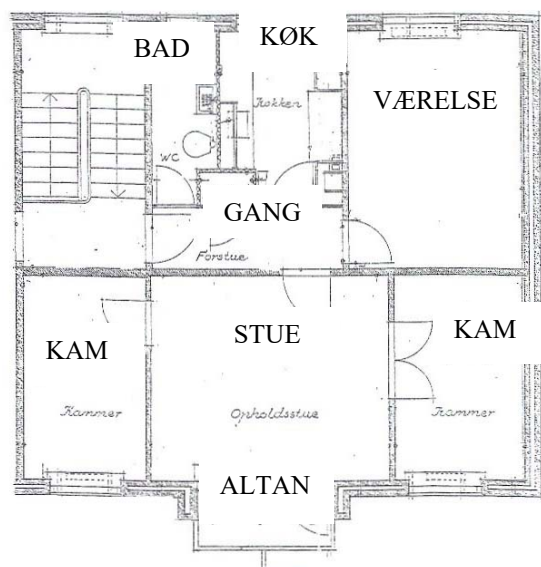 KØK
BAD
VÆRELSE
Køkken
WC
GANG
Forstue
STUE
KAM
KAM
Kammer
Opholdsstue
Kammer
ALTAN